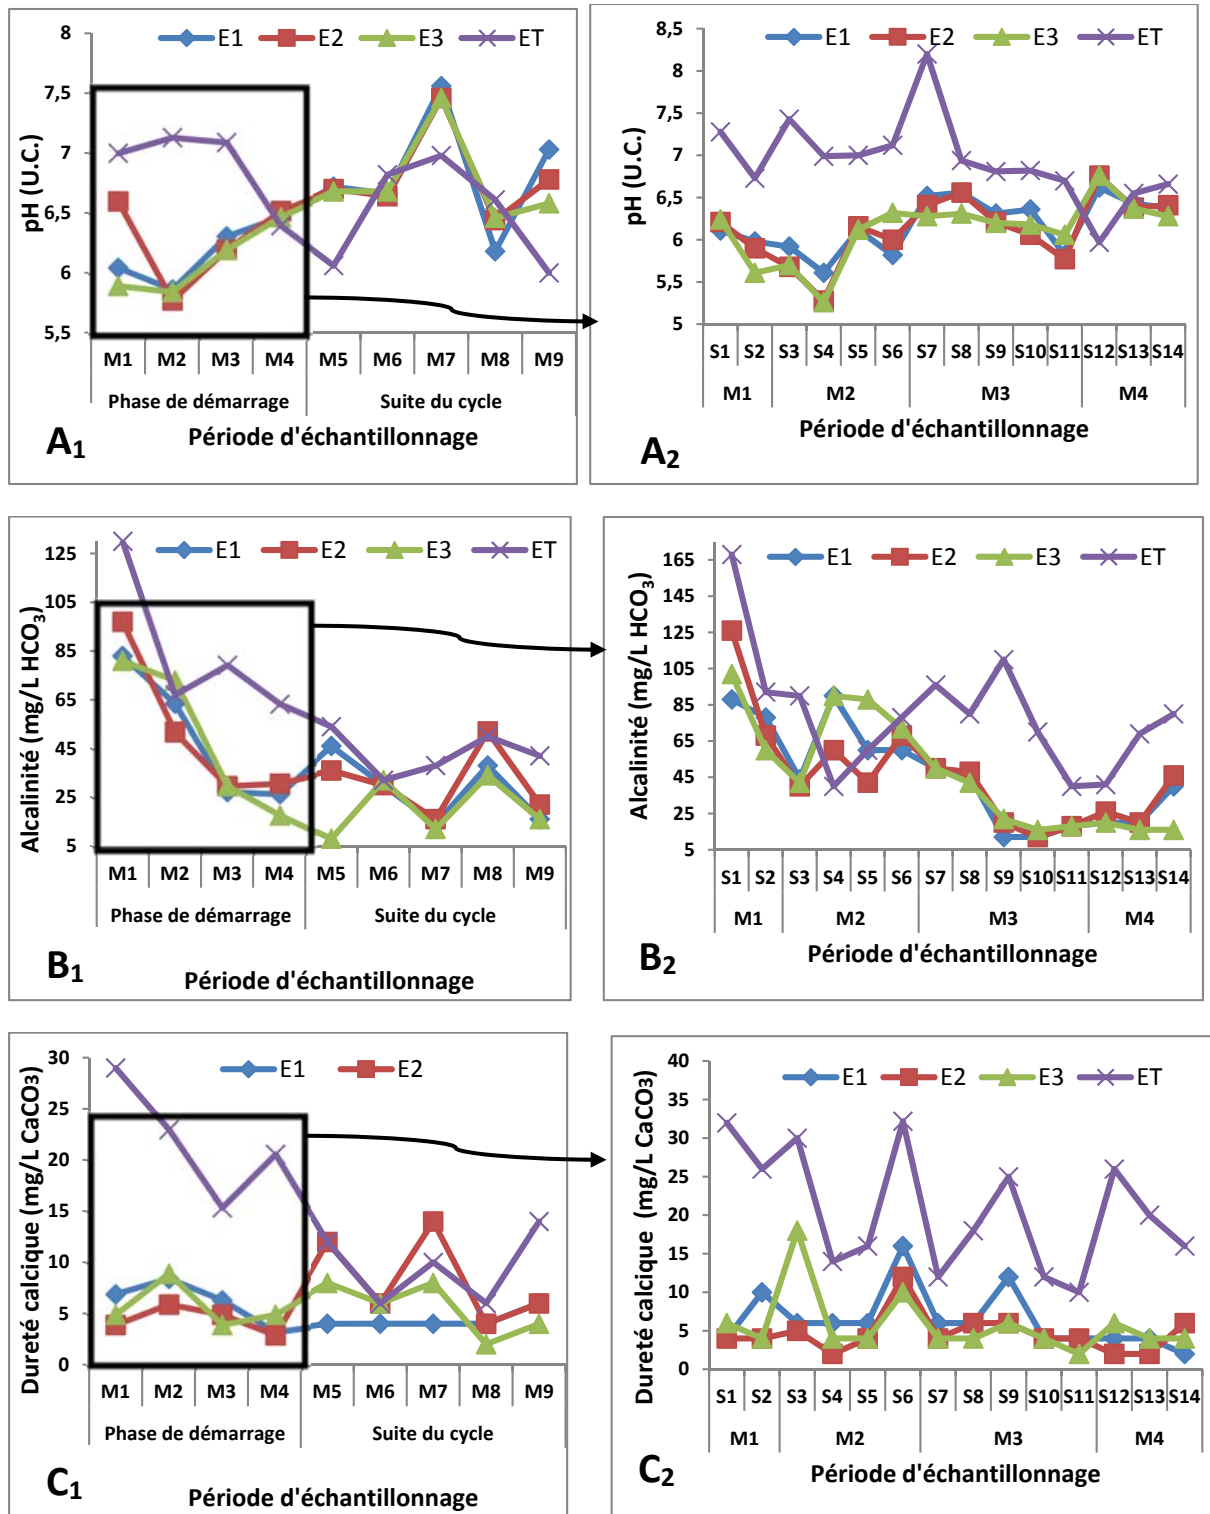 E1 E2 E3 ET
8
7,5
7
6,5
6
5,5
pH (U.C.)
M1 M2 M3 M4 M5 M6 M7 M8 M9
Phase de démarrage Suite du cycle
Période d'échantillonnage
A1
E1 E2 E3 ET
8,5
8
7,5
7
6,5
6
5,5
5
pH (U.C.)
S1 S2 S3 S4 S5 S6 S7 S8 S9 S10 S11 S12 S13 S14
M1 M2 M3 M4
Période d'échantillonnage
A2
E1 E2 E3 ET
125
105
85
65
45
25
5
Alcalinité (mg/L HCO3)
M1 M2 M3 M4 M5 M6 M7 M8 M9
Phase de démarrage Suite du cycle
Période d'échantillonnage
B1
E1 E2 E3 ET
165
145
125
105
85
65
45
25
5
Alcalinité (mg/L HCO3)
S1 S2 S3 S4 S5 S6 S7 S8 S9 S10 S11 S12 S13 S14
M1 M2 M3 M4
Période d'échantillonnage
B2
E1 E2
30
25
20
15
10
5
0
Dureté calcique (mg/L CaCO3)
M1 M2 M3 M4 M5 M6 M7 M8 M9
Phase de démarrage Suite du cycle
Période d'échantillonnage
C1
E1 E2 E3 ET
40
35
30
25
20
15
10
5
0
Dureté calcique (mg/L CaCO3)
S1 S2 S3 S4 S5 S6 S7 S8 S9 S10 S11 S12 S13 S14
M1 M2 M3 M4
Période d'échantillonnage
C2